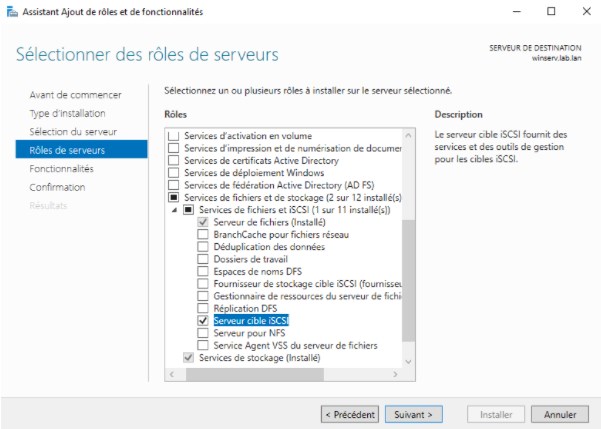 Assistant Ajout de rôles et de fonctionnalités
Sélectionner des rôles de serveurs
SERVEUR DE DESTINATION
winserv.lab.lan
Avant de commencer
Type d'installation
Sélection du serveur
Rôles de serveurs
Fonctionnalités
Confirmation
Résultats
Sélectionnez un ou plusieurs rôles à installer sur le serveur sélectionné.
Rôles
Services d'activation en volume
Services d'impression et de numérisation de documen
Services de certificats Active Directory
Services de déploiement Windows
Services de fédération Active Directory (AD FS)
Services de fichiers et de stockage (2 sur 12 installé(s)
Services de fichiers et iSCSI (1 sur 11 installé(s))
Serveur de fichiers (Installé)
BranchCache pour fichiers réseau
Déduplication des données
Dossiers de travail
Espaces de noms DFS
Fournisseur de stockage cible iSCSI (fournisseu
Gestionnaire de ressources du serveur de fichi
Réplication DFS
Serveur cible iSCSI
Serveur pour NFS
Service Agent VSS du serveur de fichiers
Services de stockage (Installé)
Description
Le serveur cible iSCSI fournit des
services et des outils de gestion
pour les cibles iSCSI.
< Précédent
Suivant >
Installer
Annuler